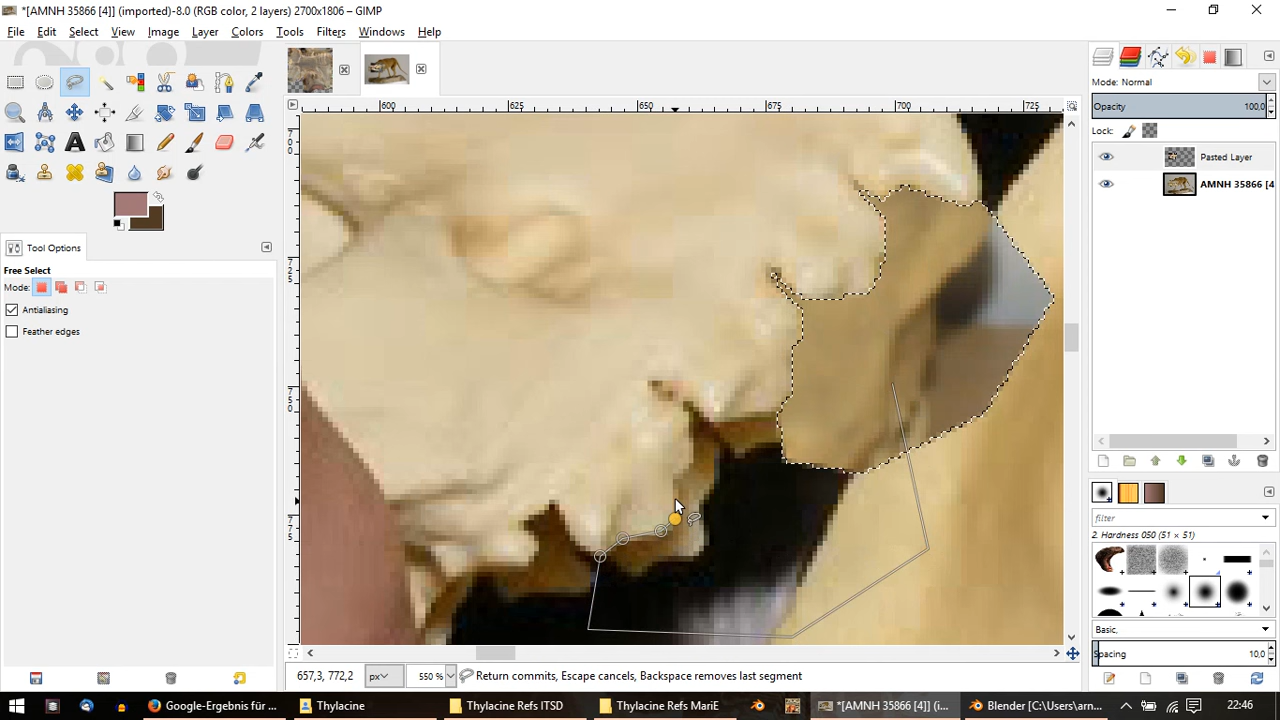 *[AMNH 35866 [4]] (imported)-8.0 (RGB color, 2 layers) 2700x1806 – GIMP
File Edit Select View Image Layer Colors Tools Filters Windows Help
Mode: Normal
600 625 650 675 700 725
Opacity 100,0
Lock:
700
Pasted Layer
AMNH 35866 [4
Tool Options
Free Select
725
Mode:
Antialiasing
Feather edges
750
filter
2. Hardness 050 (51 × 51)
775
Basic,
Spacing 10,0
657,3, 772,2 px 550 % Return commits, Escape cancels, Backspace removes last segment
Google-Ergebnis für ... Thylacine Thylacine Refs ITSD Thylacine Refs MariE *[AMNH 35866 [4]] (i... Blender [C:\Users\arn... 22:46